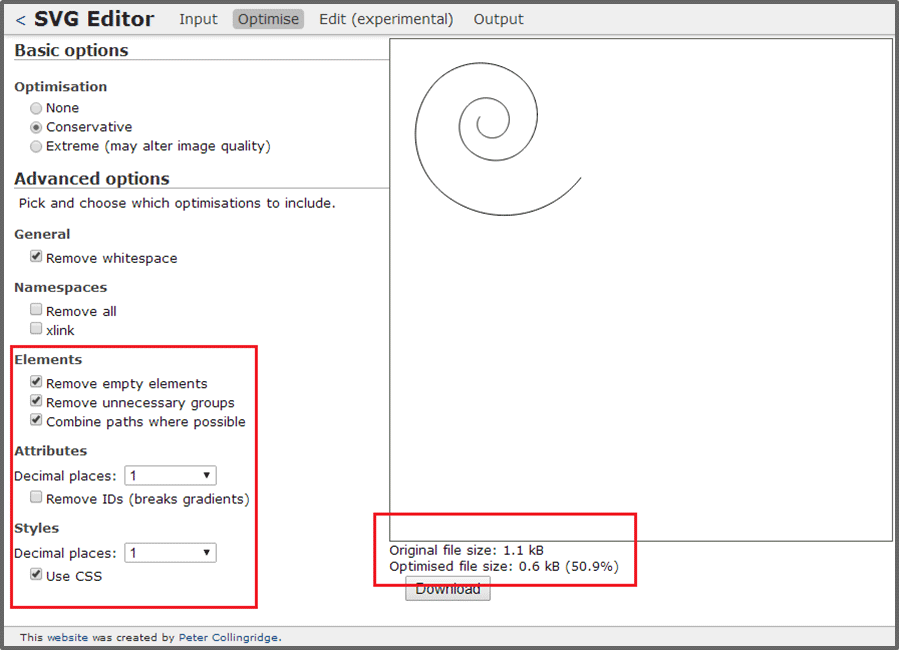 < SVG Editor Input Optimise Edit (experimental) Output
Basic options
Optimisation
None
Conservative
Extreme (may alter image quality)
Advanced options
Pick and choose which optimisations to include.
General
Remove whitespace
Namespaces
Remove all
xlink
Elements
Remove empty elements
Remove unnecessary groups
Combine paths where possible
Attributes
Decimal places: 1
Remove IDs (breaks gradients)
Styles
Decimal places: 1
Use CSS
Original file size: 1.1 kB
Optimised file size: 0.6 kB (50.9%)
Download
This website was created by Peter Collingridge.